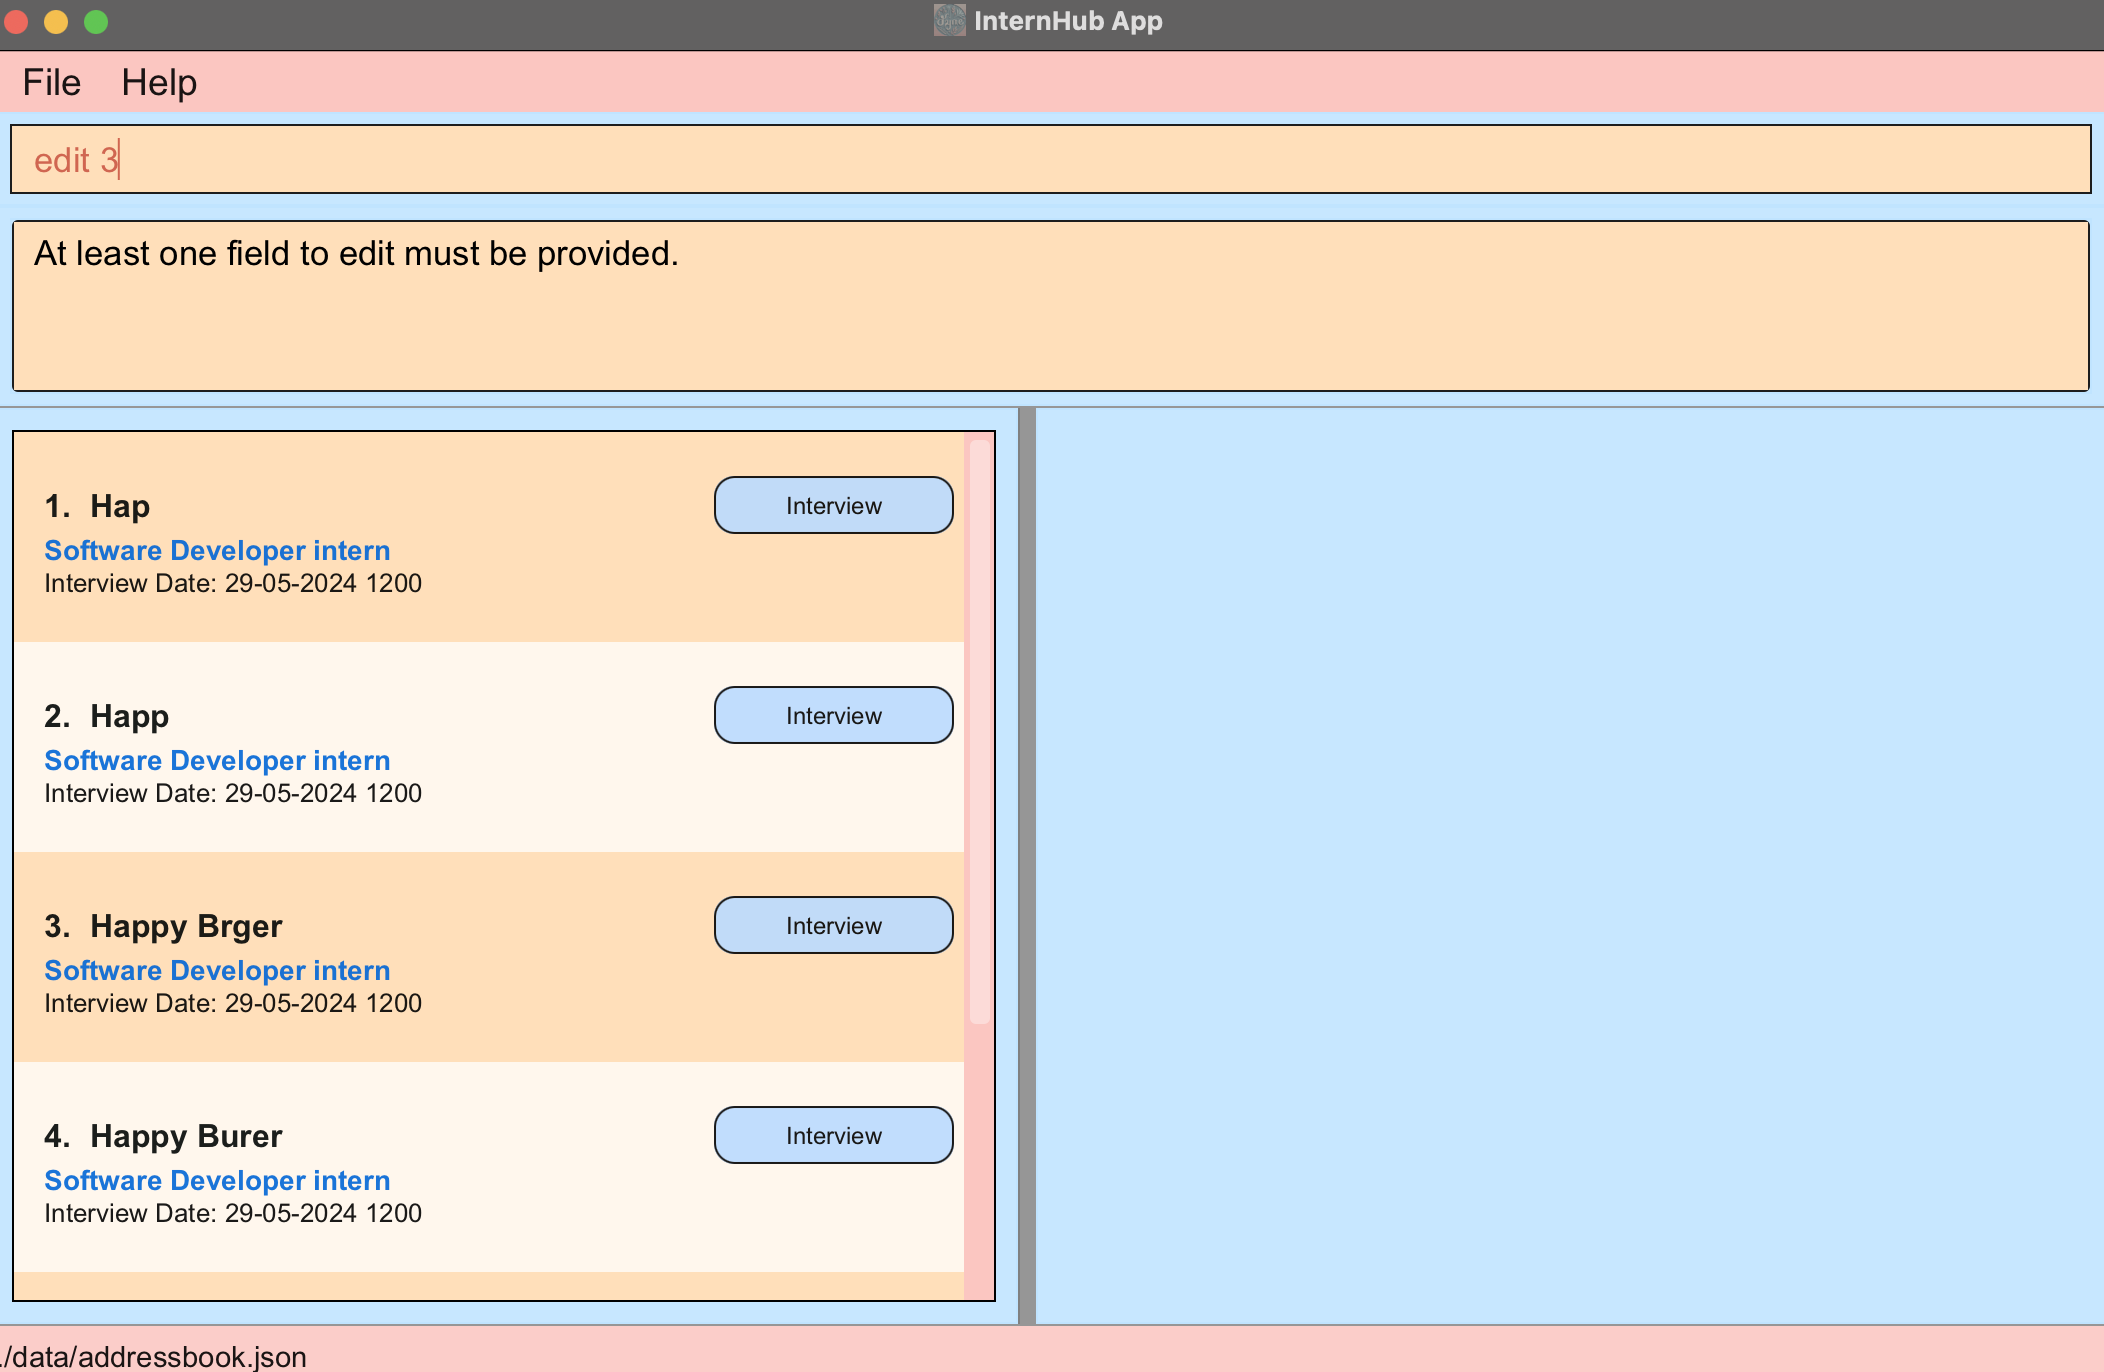 InternHub App
File Help
edit 3
At least one field to edit must be provided.
1. Hap
Interview
Software Developer intern
Interview Date: 29-05-2024 1200
2. Happ
Interview
Software Developer intern
Interview Date: 29-05-2024 1200
3. Happy Brger
Interview
Software Developer intern
Interview Date: 29-05-2024 1200
4. Happy Burer
Interview
Software Developer intern
Interview Date: 29-05-2024 1200
./data/addressbook.json